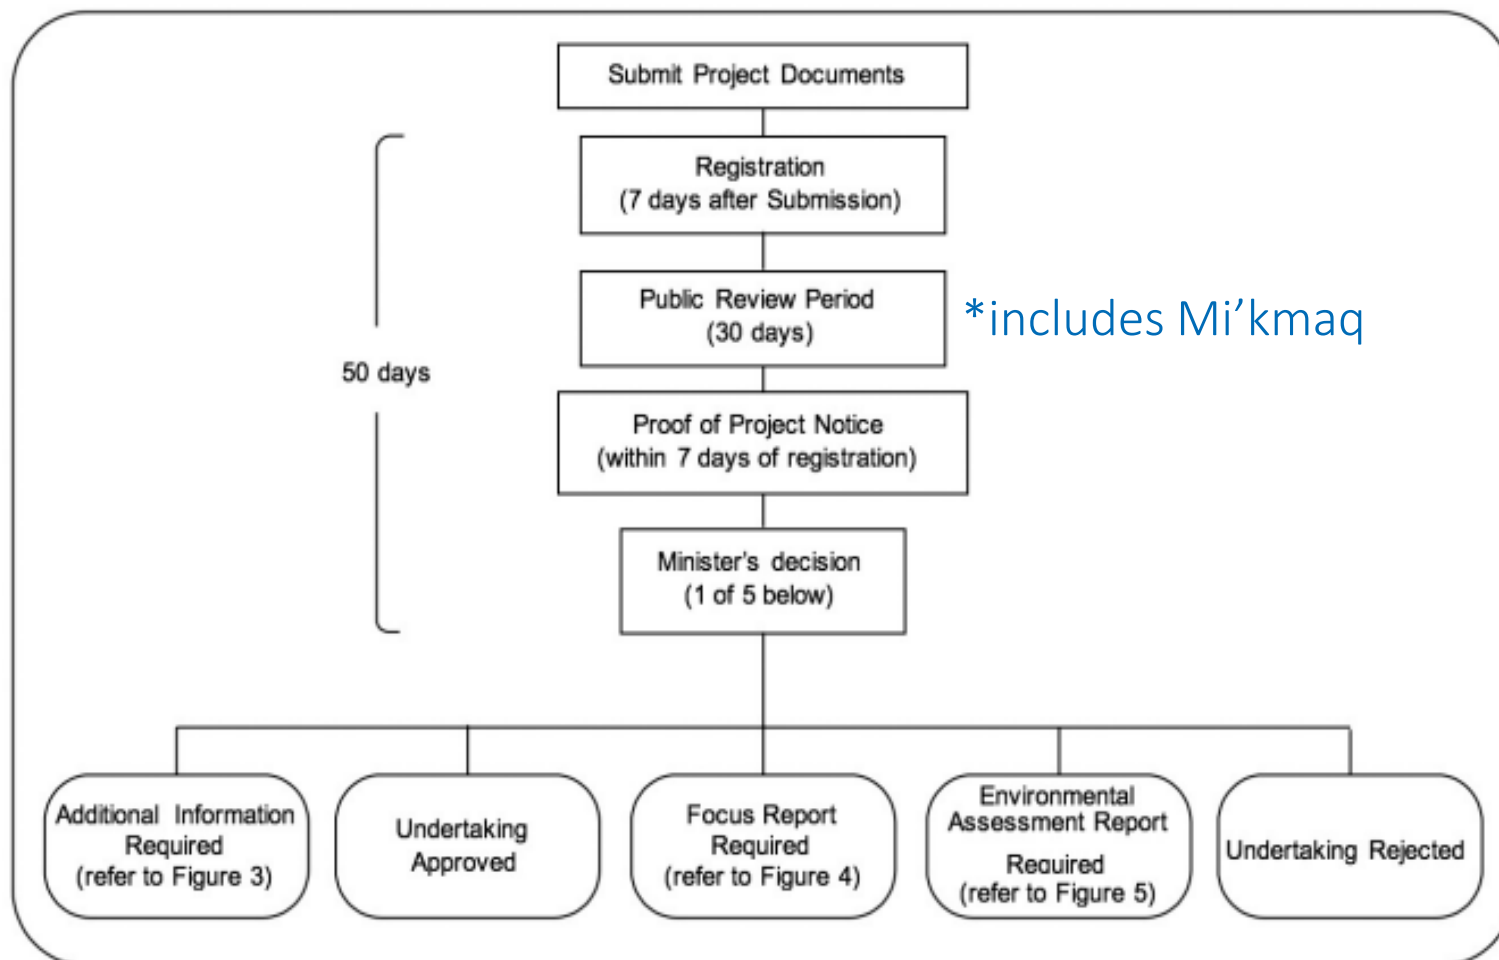 Submit Project Documents
Registration
(7 days after Submission)
Public Review Period
(30 days)
*includes Mi’kmaq
50 days
Proof of Project Notice
(within 7 days of registration)
Minister's decision
(1 of 5 below)
Additional Information
Required
(refer to Figure 3)
Undertaking
Approved
Focus Report
Required
(refer to Figure 4)
Environmental
Assessment Report
Required
(refer to Figure 5)
Undertaking Rejected